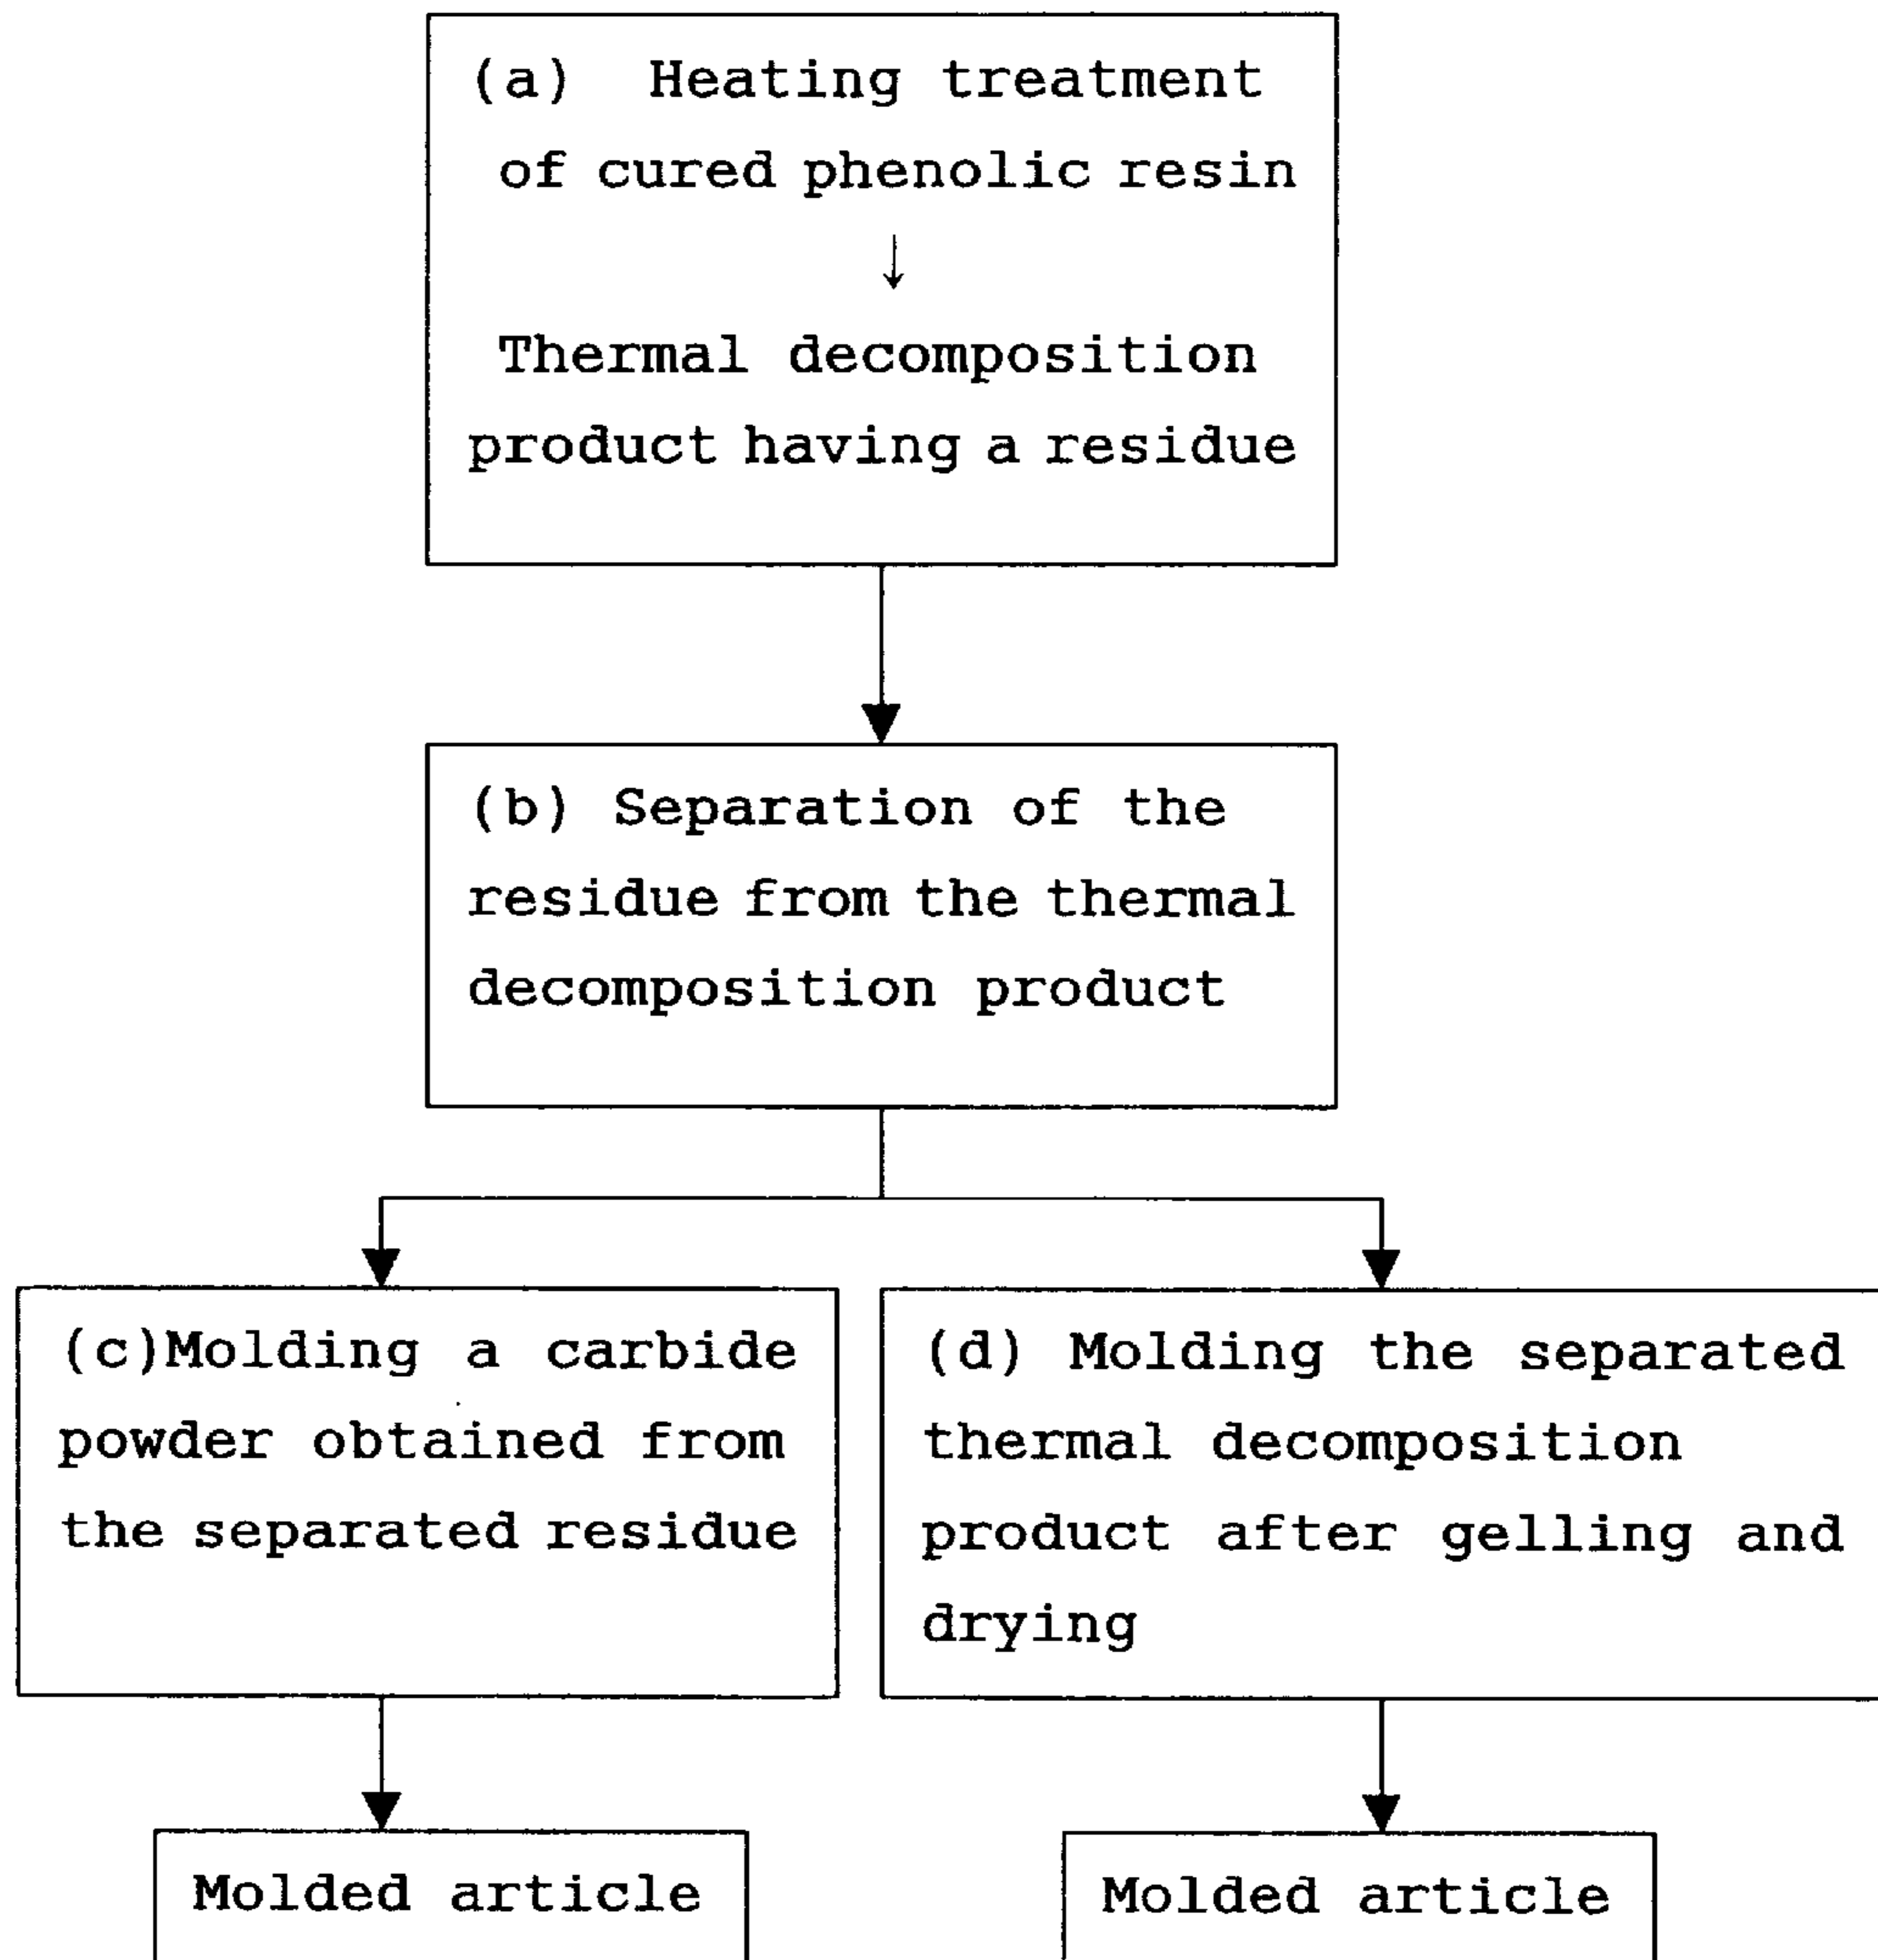 (a) Heating treatment
of cured phenolic resin
↓
Thermal decomposition
product having a residue
(b) Separation of the
residue from the thermal
decomposition product
(c)Molding a carbide
powder obtained from
the separated residue
(d) Molding the separated
thermal decomposition
product after gelling and
drying
Molded article
Molded article